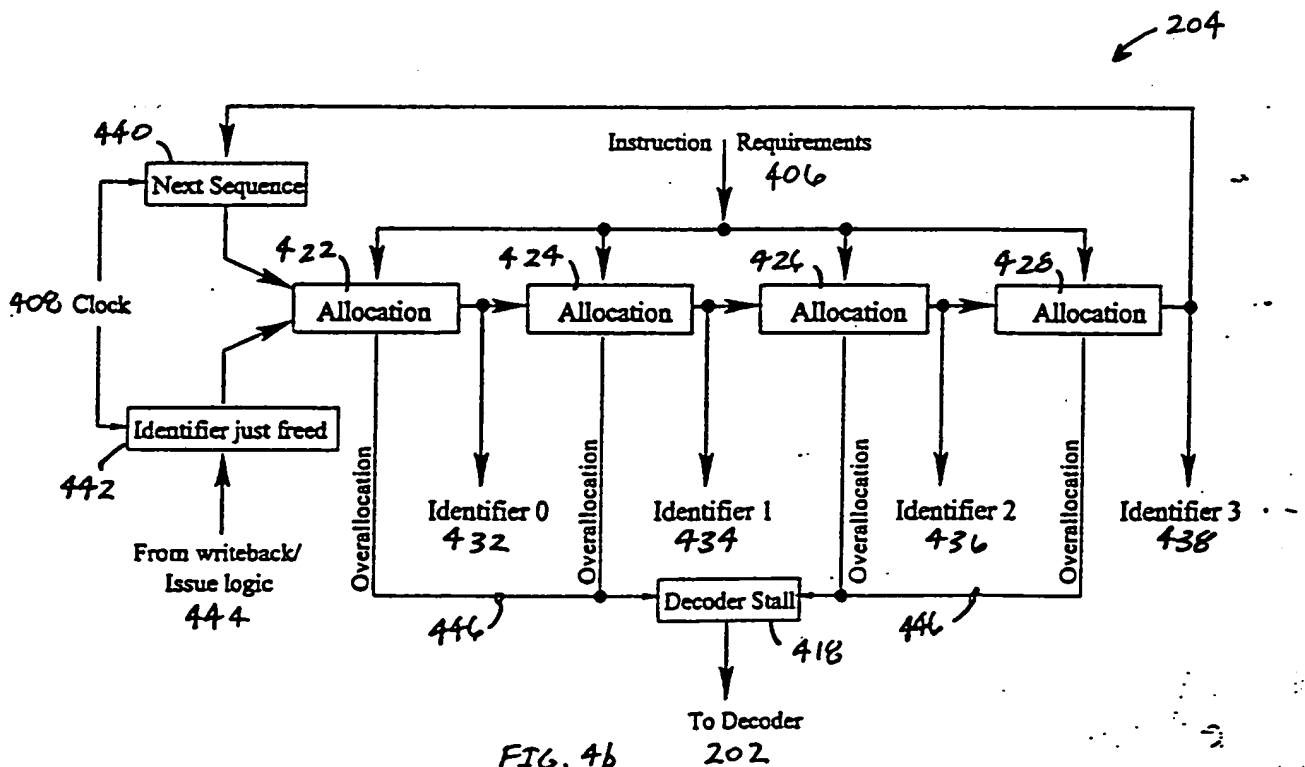 204
440
Next Sequence
Instruction Requirements
406
422
424
426
428
408 Clock
Allocation
Allocation
Allocation
Allocation
Identifier just freed
442
Overallocation
Overallocation
Overallocation
Overallocation
Identifier 0
432
Identifier 1
434
Identifier 2
436
Identifier 3
438
From writeback/
Issue logic
444
446
Decoder Stall
446
418
To Decoder
202
FIG. 4b